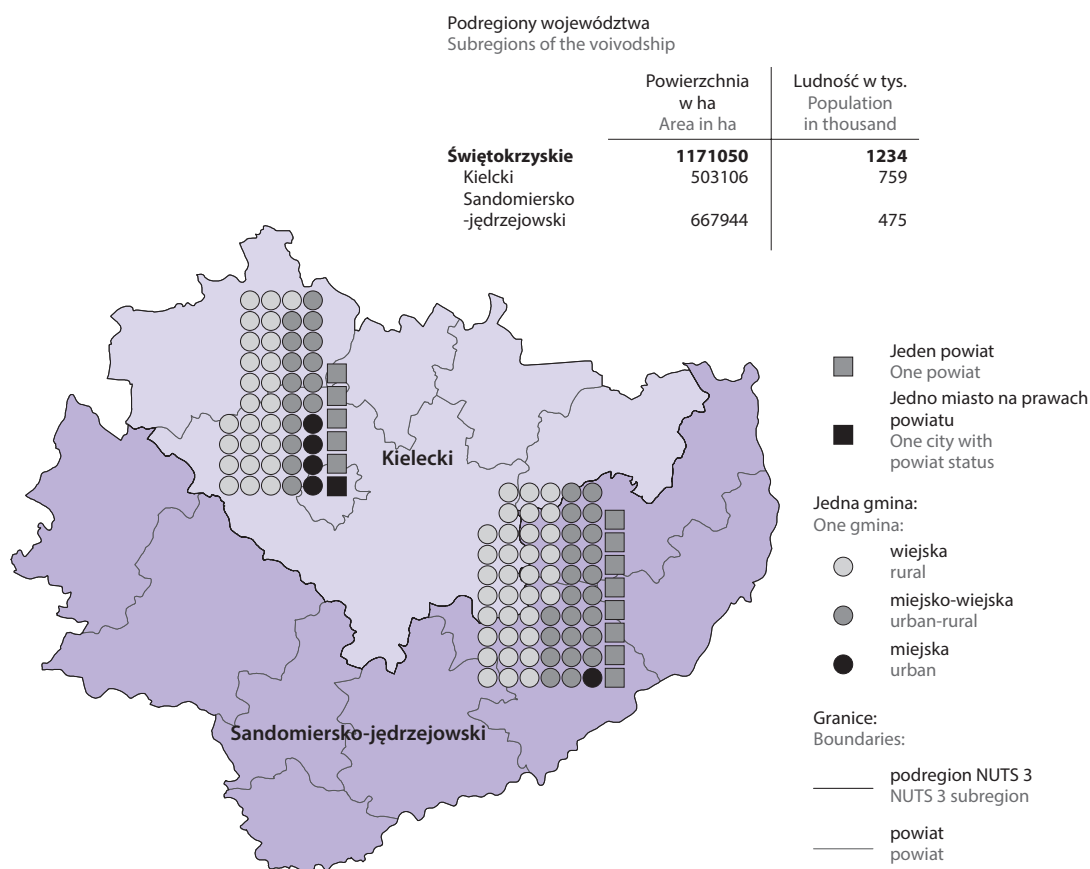 Podregiony województwa
Subregions of the voivodship
Powierzchnia
w ha
Area in ha
Ludność w tys.
Population
in thousand
Świętokrzyskie 1171050 1234
Kielcki 503106 759
Sandomiersko
-jędrzejowski 667944 475
Kielecki
Sandomiersko-jędrzejowski
Jeden powiat
One powiat
Jedno miasto na prawach
powiatu
One city with
powiat status
Jedna gmina:
One gmina:
wiejska
rural
miejsko-wiejska
urban-rural
miejska
urban
Granice:
Boundaries:
podregion NUTS 3
NUTS 3 subregion
powiat
powiat